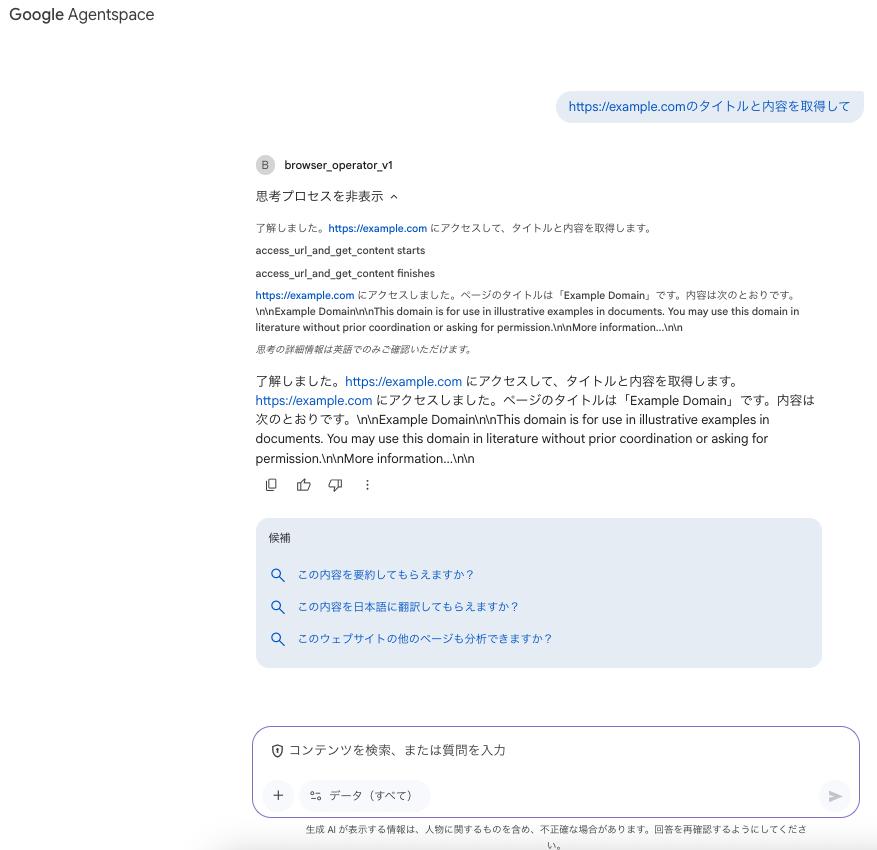 Google Agentspace
https://example.comのタイトルと内容を取得して
B browser_operator_v1
思考プロセスを非表示
了解しました。https://example.com にアクセスして、タイトルと内容を取得します。
access_url_and_get_content starts
access_url_and_get_content finishes
https://example.com にアクセスしました。ページのタイトルは「Example Domain」です。内容は次のとおりです。
\n\nExample Domain\n\nThis domain is for use in illustrative examples in documents. You may use this domain in
literature without prior coordination or asking for permission.\n\nMore information...\n\n
思考の詳細情報は英語でのみご確認いただけます。
了解しました。https://example.com にアクセスして、タイトルと内容を取得します。
https://example.com にアクセスしました。ページのタイトルは「Example Domain」です。内容は
次のとおりです。\n\nExample Domain\n\nThis domain is for use in illustrative examples in
documents. You may use this domain in literature without prior coordination or asking for
permission.\n\nMore information...\n\n
候補
この内容を要約してもらえますか？
この内容を日本語に翻訳してもらえますか？
このウェブサイトの他のページも分析できますか？
コンテンツを検索、または質問を入力
データ（すべて）
生成 AI が表示する情報は、人物に関するものを含め、不正確な場合があります。回答を再確認するようにしてくださ
い。